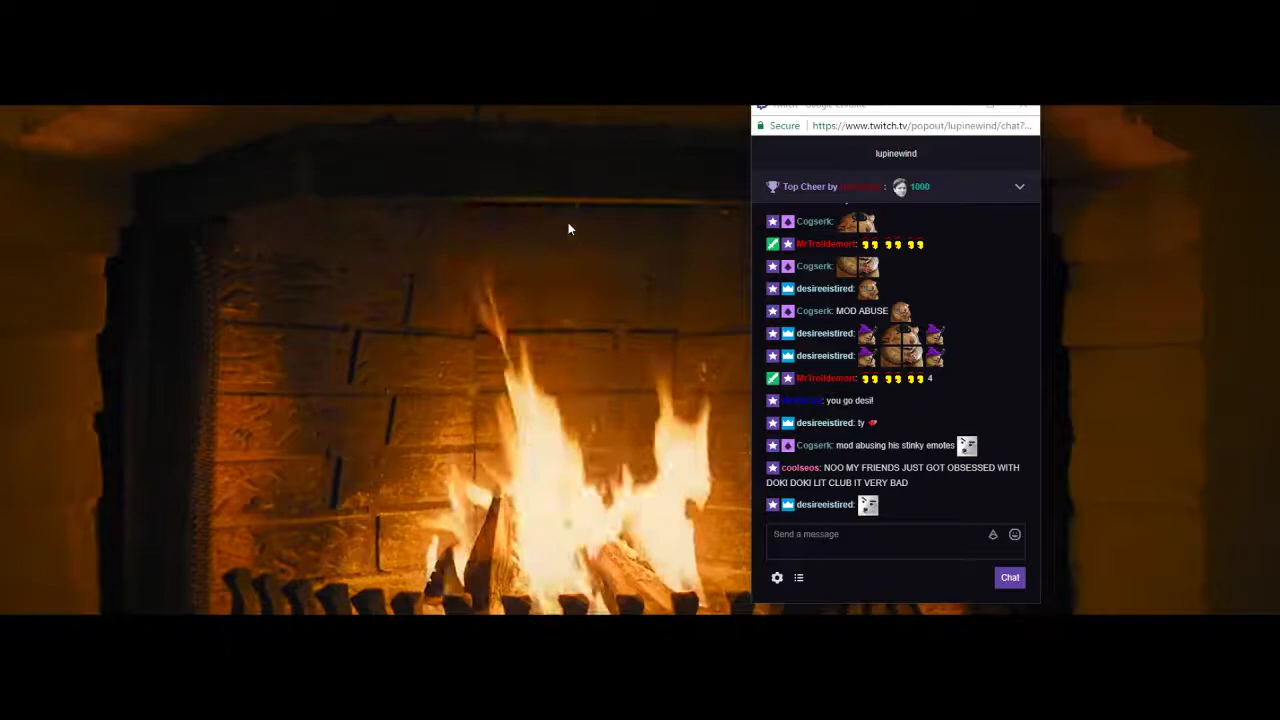 Secure https://www.twitch.tv/popout/lupinewind/chat?...
lupinewind
Top Cheer by : 1000
Cogserk:
MrTrolldemort:
Cogserk:
desireeistired:
Cogserk: MOD ABUSE
desireeistired:
desireeistired:
MrTrolldemort: 4
: you go desi!
desireeistired: ty
Cogserk: mod abusing his stinky emotes
coolseos: NOO MY FRIENDS JUST GOT OBSESSED WITH
DOKI DOKI LIT CLUB IT VERY BAD
desireeistired:
Send a message
Chat